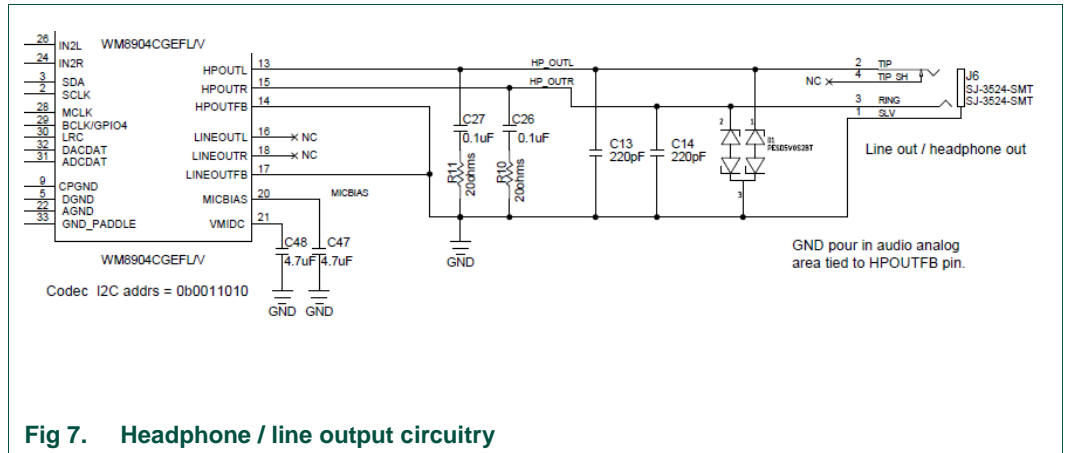 WM8904CGEFL/V
26 IN2L
24 IN2R
3 SDA
2 SCLK
28 MCLK
29 BCLK/GPIO4
30 LRC
32 DACDAT
31 ADCDAT
9 CPGND
5 DGND
22 AGND
33 GND_PADDLE
HPOUTL 13
HPOUTR 15
HPOUTFB 14
LINEOUTL 16 NC
LINEOUTR 18 NC
LINEOUTFB 17
MICBIAS 20 MICBIAS
VMIDC 21
WM8904CGEFL/V
Codec I2C addrs = 0b0011010
C48
4.7uF
C47
4.7uF
GND GND
HP_OUTL
HP_OUTR
C27
0.1uF
C26
0.1uF
R11
20ohms
R10
20ohms
GND
C13
220pF
C14
220pF
2 1
D1
PESD5V0S2BT
3
2 TIP
NC 4 TIP SH
3 RING
1 SLV
J6
SJ-3524-SMT
SJ-3524-SMT
Line out / headphone out
GND pour in audio analog
area tied to HPOUTFB pin.
Fig 7. Headphone / line output circuitry